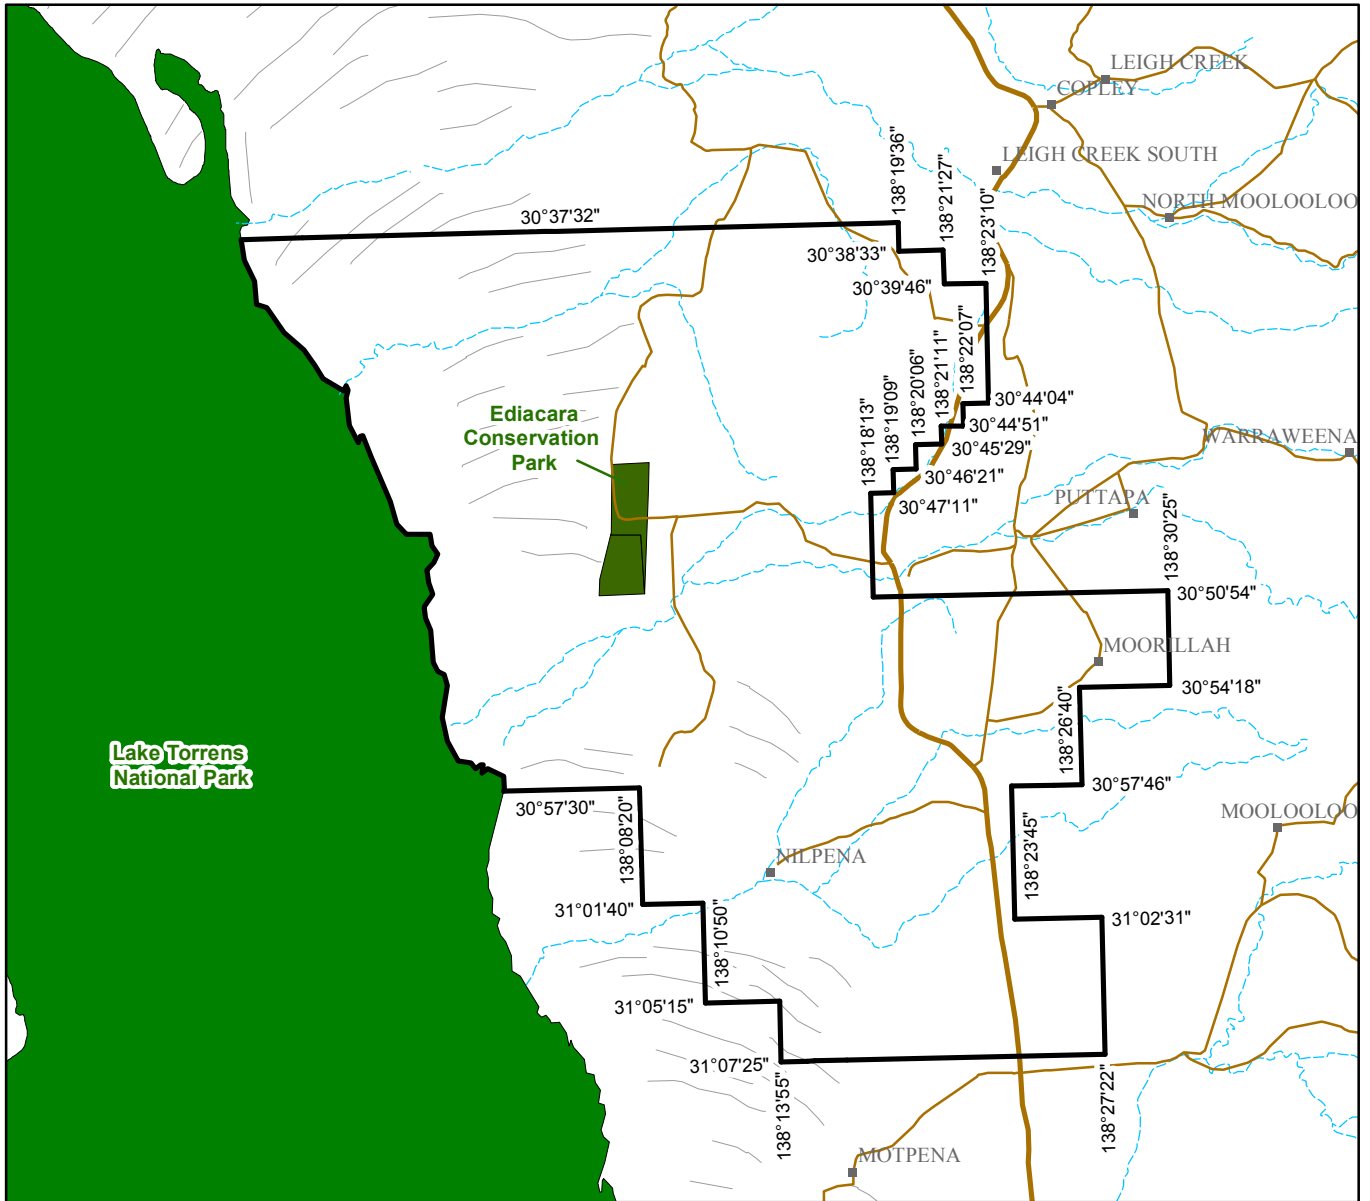 LEIGH CREEK
COPLEY
LEIGH CREEK SOUTH
NORTH MOOLOOLOO
138°19'36"
138°21'27"
138°23'10"
30°37'32"
30°38'33"
30°39'46"
138°22'07"
138°21'11"
138°20'06"
138°19'09"
138°18'13"
30°44'04"
30°44'51"
30°45'29"
30°46'21"
30°47'11"
Ediacara
Conservation
Park
WARRAWEENA
PUTTAPA
138°30'25"
30°50'54"
MOORILLAH
30°54'18"
138°26'40"
Lake Torrens
National Park
30°57'46"
30°57'30"
138°08'20"
138°23'45"
MOOLOOLOO
NILPENA
31°01'40"
31°02'31"
138°10'50"
31°05'15"
31°07'25"
138°13'55"
138°27'22"
MOTPENA